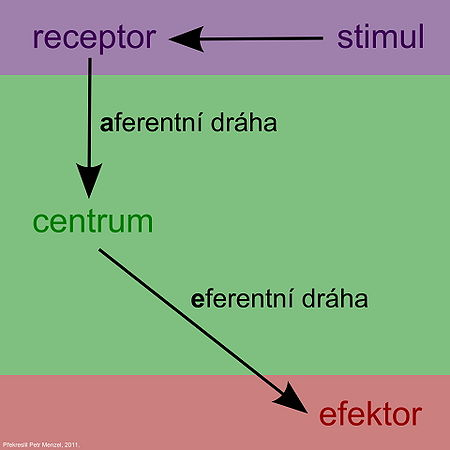 receptor
stimul
aferentní dráha
centrum
eferentní dráha
efektor
Překreslil Petr Menzel, 2011.